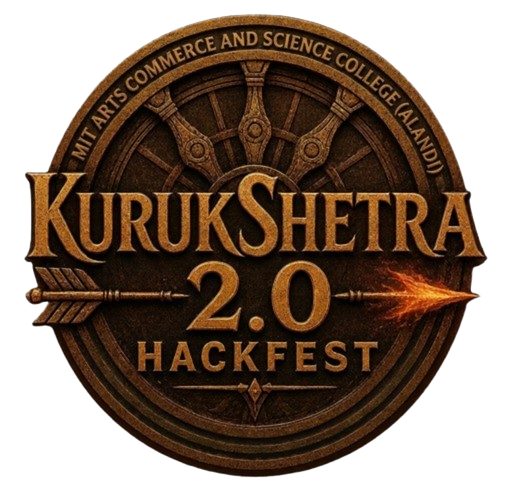 MIT ARTS COMMERCE AND SCIENCE COLLEGE (ALANDI)
KURUKSHETRA
2.0
HACKFEST